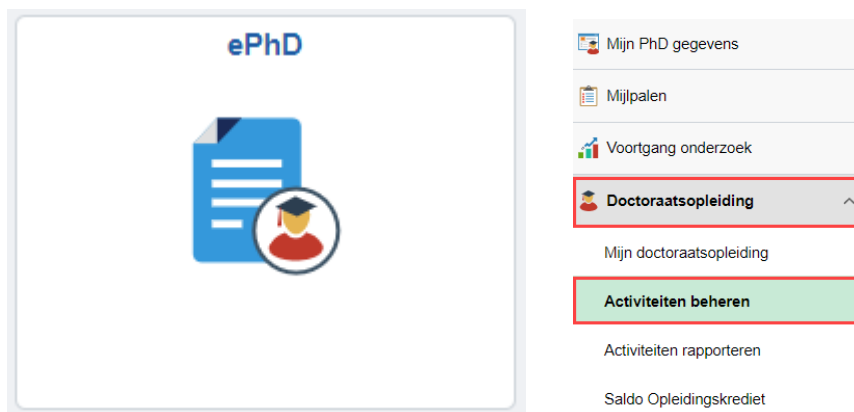 ePhD
Mijn PhD gegevens
Mijlpalen
Voortgang onderzoek
Doctoraatsopleiding
Mijn doctoraatsopleiding
Activiteiten beheren
Activiteiten rapporteren
Saldo Opleidingskrediet